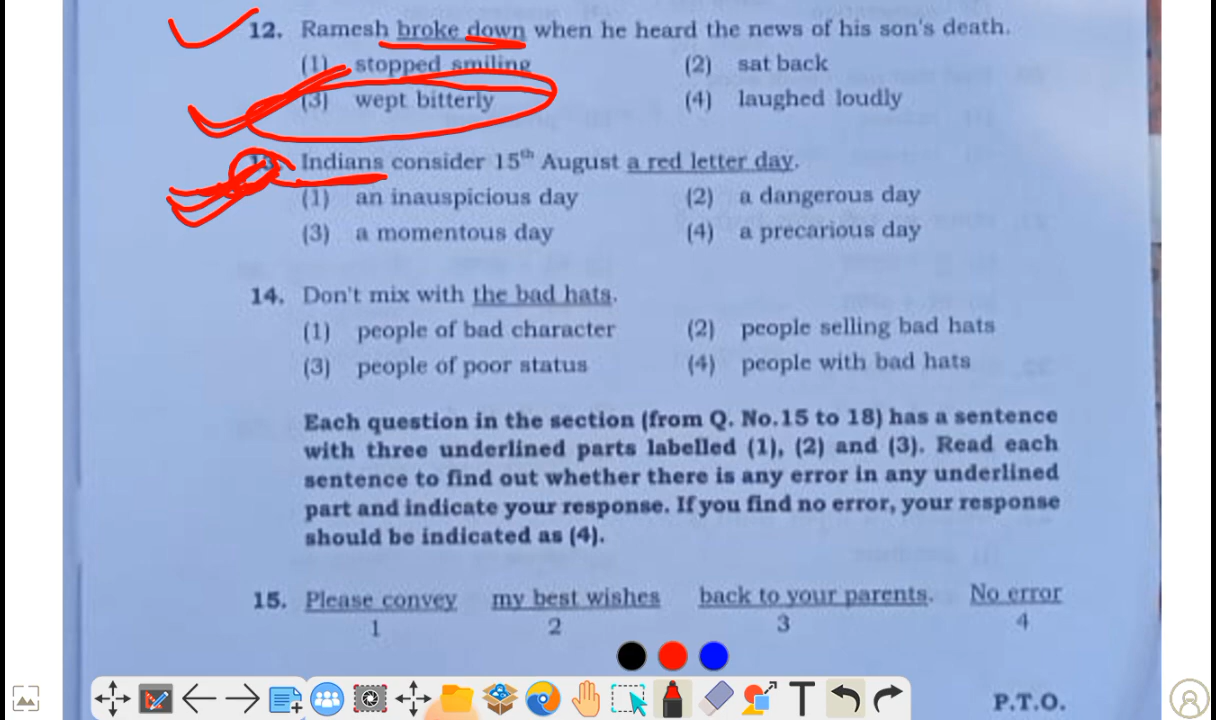 12. Ramesh broke down when he heard the news of his son's death.
(1) stopped smiling (2) sat back
(3) wept bitterly (4) laughed loudly
Indians consider 15th August a red letter day.
(1) an inauspicious day (2) a dangerous day
(3) a momentous day (4) a precarious day
14. Don't mix with the bad hats.
(1) people of bad character (2) people selling bad hats
(3) people of poor status (4) people with bad hats
Each question in the section (from Q. No.15 to 18) has a sentence
with three underlined parts labelled (1), (2) and (3). Read each
sentence to find out whether there is any error in any underlined
part and indicate your response. If you find no error, your response
should be indicated as (4).
15. Please convey my best wishes back to your parents. No error
1 2 3 4
P.T.O.